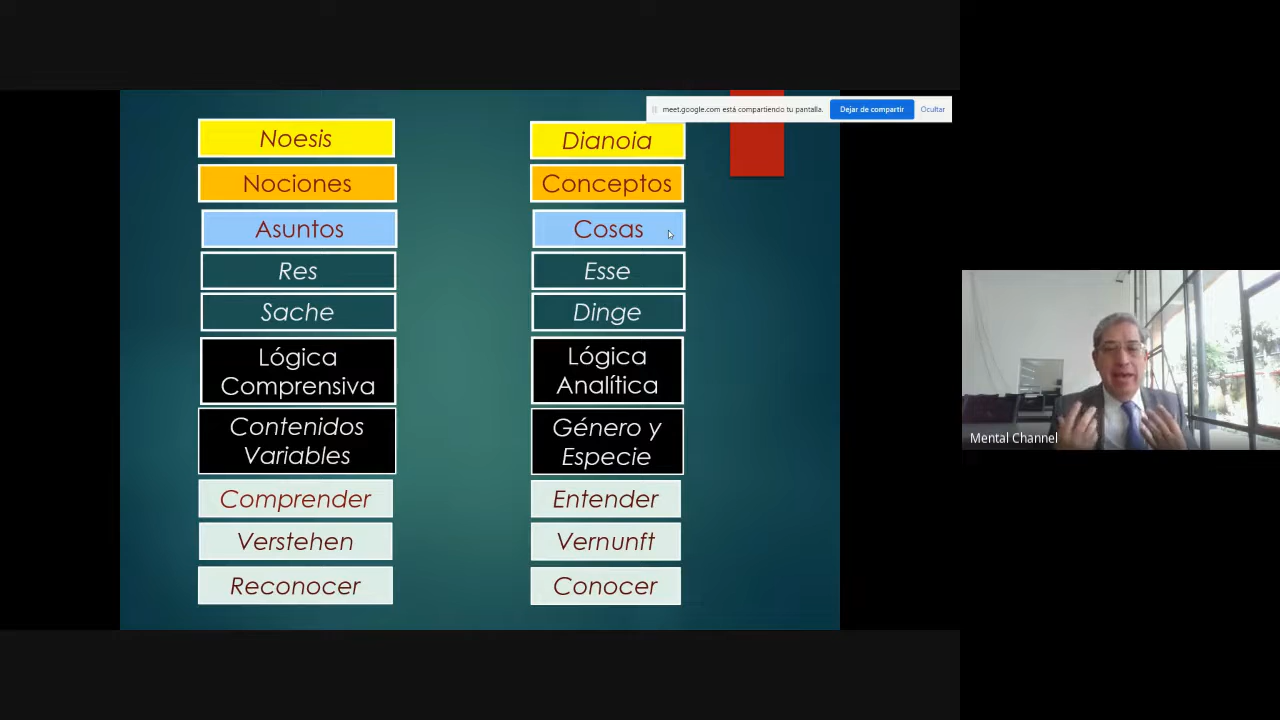 meet.google.com está compartiendo tu pantalla.
Dejar de compartir
Ocultar
Noesis
Dianoia
Nociones
Conceptos
Asuntos
Cosas
Res
Esse
Sache
Dinge
Lógica
Comprensiva
Lógica
Analítica
Contenidos
Variables
Género y
Especie
Comprender
Entender
Verstehen
Vernunft
Reconocer
Conocer
Mental Channel